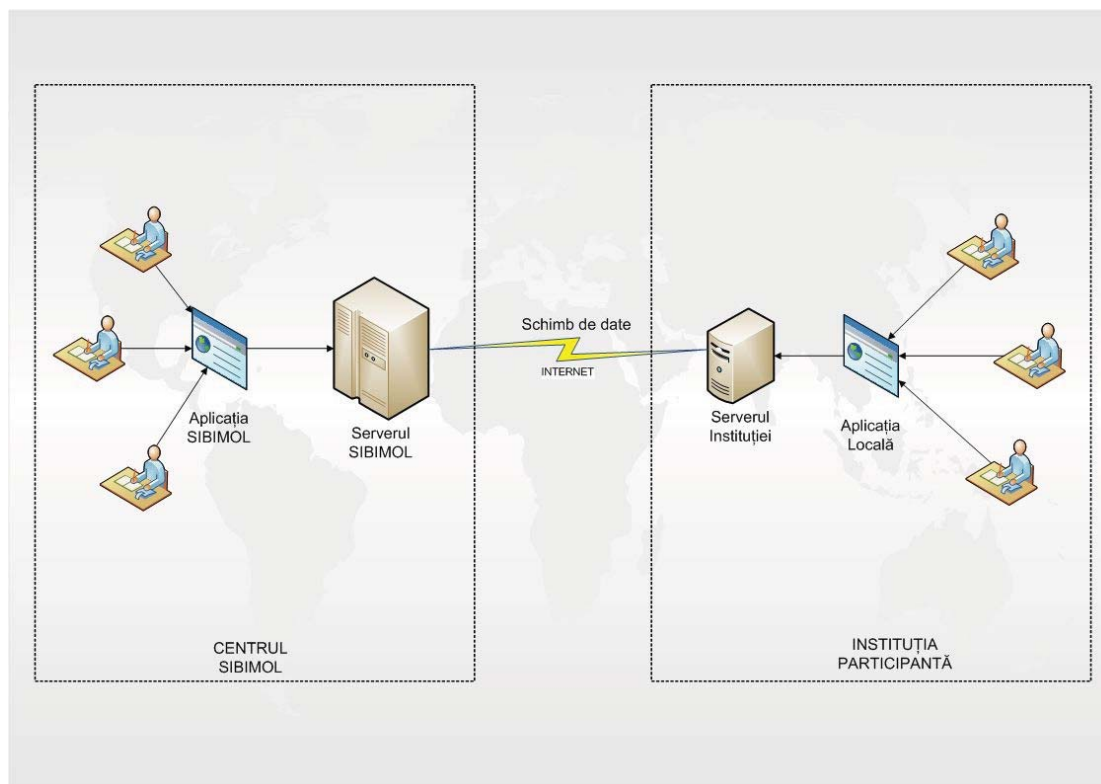 Aplicația
SIBIMOL
Serverul
SIBIMOL
Schimb de date
INTERNET
Serverul
Instituției
Aplicația
Locală
CENTRUL
SIBIMOL
INSTITUȚIA
PARTICIPANTĂ